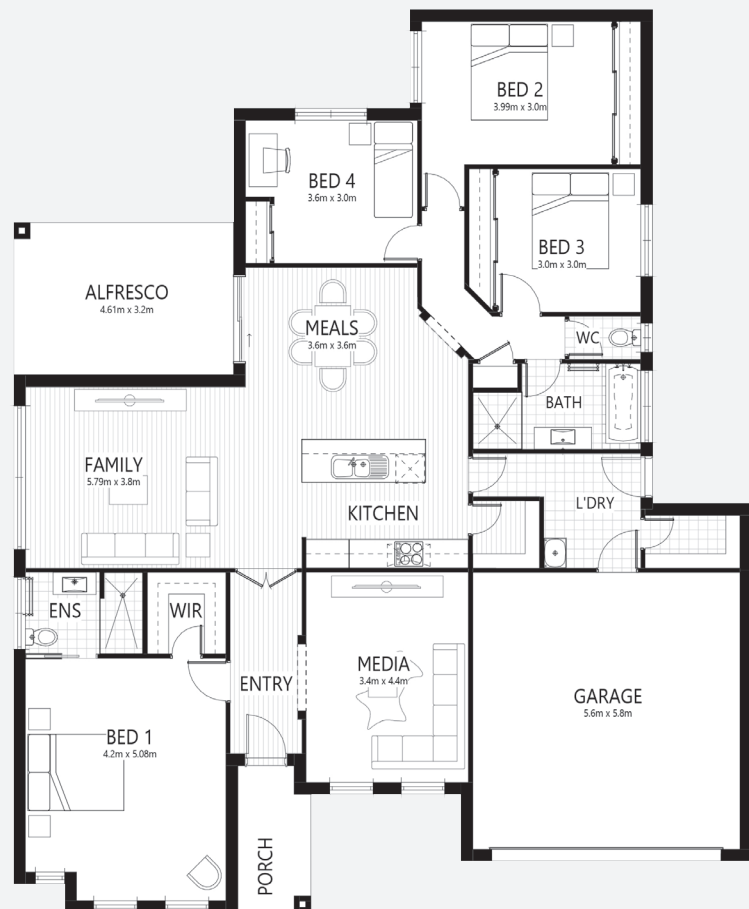 BED 2
3.99m x 3.0m
BED 4
3.6m x 3.0m
BED 3
3.0m x 3.0m
ALFRESCO
4.61m x 3.2m
MEALS
3.6m x 3.6m
WC
BATH
FAMILY
5.79m x 3.8m
KITCHEN
L'DRY
ENS
WIR
ENTRY
MEDIA
3.4m x 4.4m
GARAGE
5.6m x 5.8m
BED 1
4.2m x 5.08m
PORCH